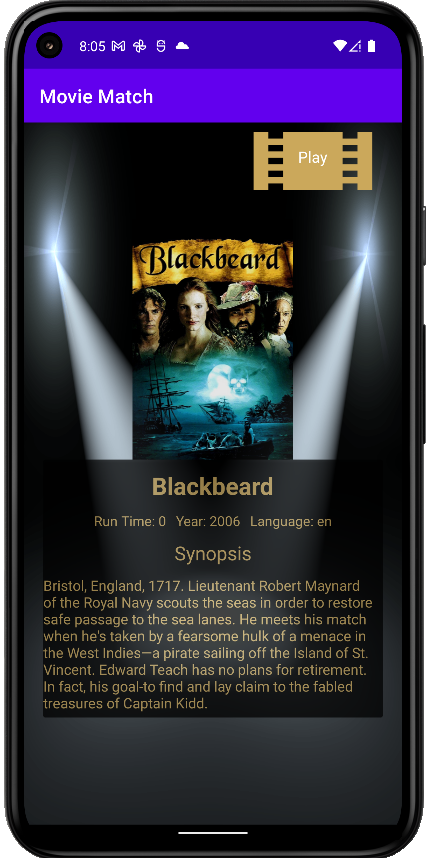 8:05
Movie Match
Play
Blackbeard
Blackbeard
Run Time: 0 Year: 2006 Language: en
Synopsis
Bristol, England, 1717. Lieutenant Robert Maynard
of the Royal Navy scouts the seas in order to restore
safe passage to the sea lanes. He meets his match
when he's taken by a fearsome hulk of a menace in
the West Indies—a pirate sailing off the Island of St.
Vincent. Edward Teach has no plans for retirement.
In fact, his goal-to find and lay claim to the fabled
treasures of Captain Kidd.